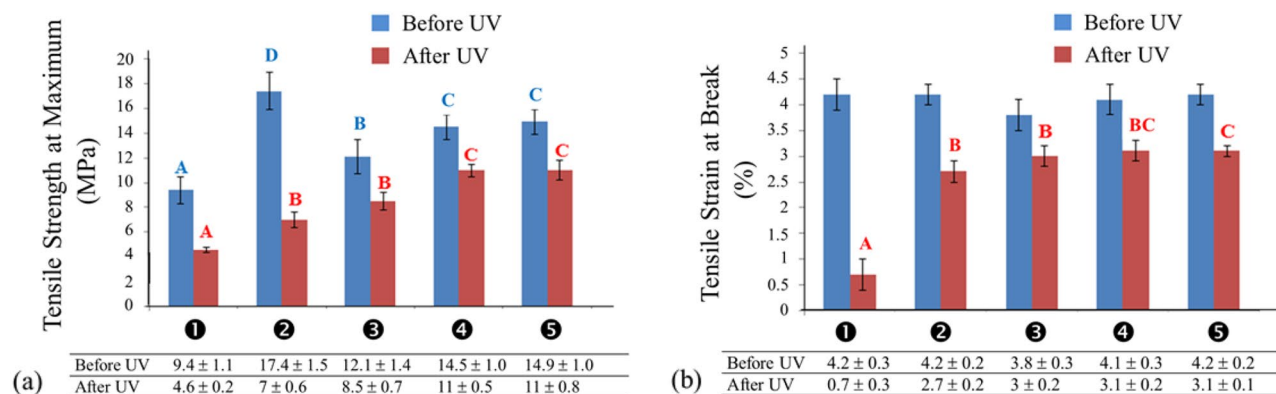 Before UV
After UV
Tensile Strength at Maximum
(MPa)
20
18
16
14
12
10
8
6
4
2
0
A
A
D
B
B
B
C
C
C
C
❶ ❷ ❸ ❹ ❺
Before UV 9.4 ± 1.1 17.4 ± 1.5 12.1 ± 1.4 14.5 ± 1.0 14.9 ± 1.0
After UV 4.6 ± 0.2 7 ± 0.6 8.5 ± 0.7 11 ± 0.5 11 ± 0.8
(a)
Before UV
After UV
Tensile Strain at Break
(%)
5
4.5
4
3.5
3
2.5
2
1.5
1
0.5
0
A
B
B
BC
C
❶ ❷ ❸ ❹ ❺
Before UV 4.2 ± 0.3 4.2 ± 0.2 3.8 ± 0.3 4.1 ± 0.3 4.2 ± 0.2
After UV 0.7 ± 0.3 2.7 ± 0.2 3 ± 0.2 3.1 ± 0.2 3.1 ± 0.1
(b)